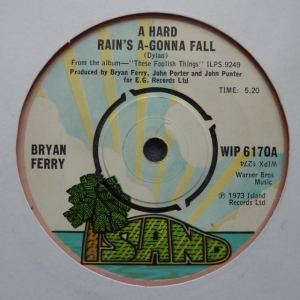 A HARD
RAIN'S A-GONNA FALL
(Dylan)
From the album—"These Foolish Things" ILPS.9249
Produced by Bryan Ferry, John Porter and John Punter
for E.G. Records Ltd
TIME: 5.20
BRYAN
FERRY
WIP 6170A
WIPX 1274
Warner Bros
Music
℗ 1973 Island
Records Ltd
ISLAND